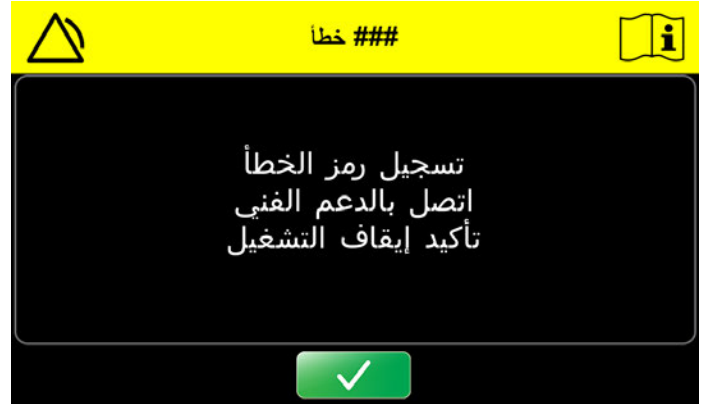 خطأ ###
تسجيل رمز الخطأ
اتصل بالدعم الفني
تأكيد إيقاف التشغيل